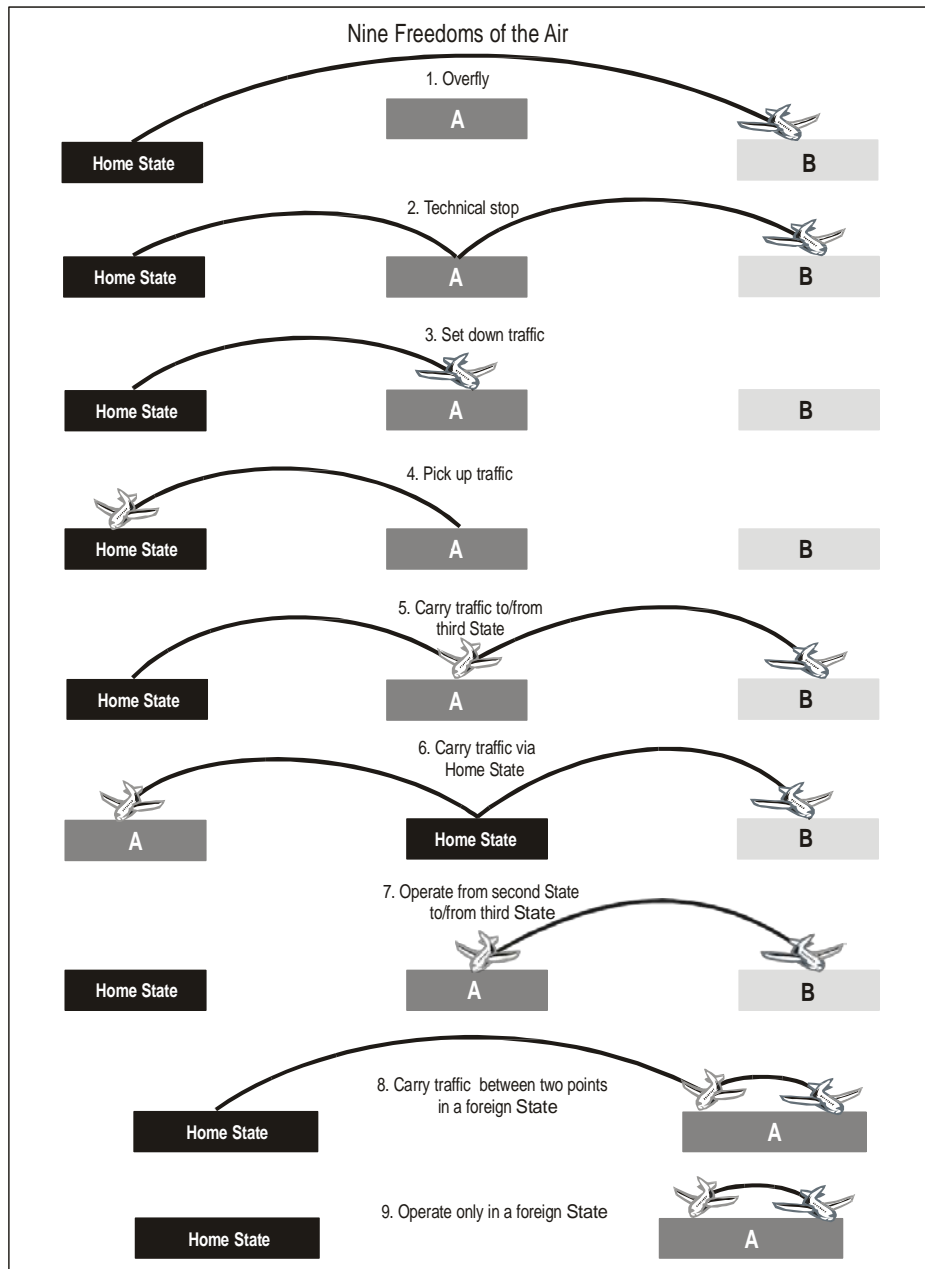 Nine Freedoms of the Air
1. Overfly
A
Home State
B
2. Technical stop
Home State
A
B
3. Set down traffic
Home State
A
B
4. Pick up traffic
Home State
A
B
5. Carry traffic to/from
third State
Home State
A
B
6. Carry traffic via
Home State
A
Home State
B
7. Operate from second State
to/from third State
Home State
A
B
8. Carry traffic between two points
in a foreign State
Home State
A
9. Operate only in a foreign State
Home State
A